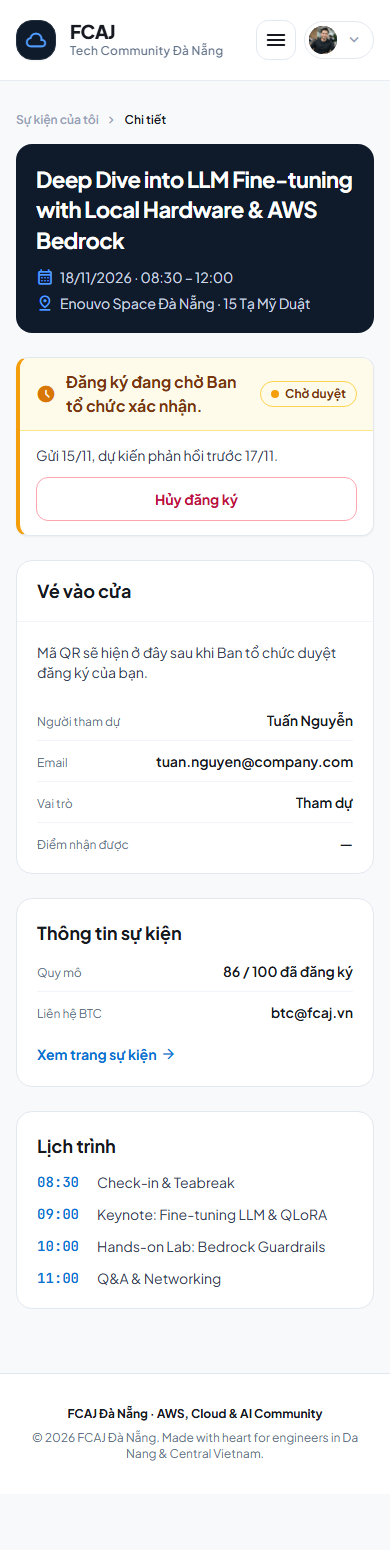 FCAJ
Tech Community Đà Nẵng
Sự kiện của tôi > Chi tiết
Deep Dive into LLM Fine-tuning
with Local Hardware & AWS
Bedrock
18/11/2026 · 08:30 – 12:00
Enouvo Space Đà Nẵng · 15 Tạ Mỹ Duật
Đăng ký đang chờ Ban
tổ chức xác nhận.
Chờ duyệt
Gửi 15/11, dự kiến phản hồi trước 17/11.
Hủy đăng ký
Vé vào cửa
Mã QR sẽ hiện ở đây sau khi Ban tổ chức duyệt
đăng ký của bạn.
Người tham dự Tuấn Nguyễn
Email tuan.nguyen@company.com
Vai trò Tham dự
Điểm nhận được —
Thông tin sự kiện
Quy mô 86 / 100 đã đăng ký
Liên hệ BTC btc@fcaj.vn
Xem trang sự kiện →
Lịch trình
08:30 Check-in & Teabreak
09:00 Keynote: Fine-tuning LLM & QLoRA
10:00 Hands-on Lab: Bedrock Guardrails
11:00 Q&A & Networking
FCAJ Đà Nẵng · AWS, Cloud & AI Community
© 2026 FCAJ Đà Nẵng. Made with heart for engineers in Da
Nang & Central Vietnam.